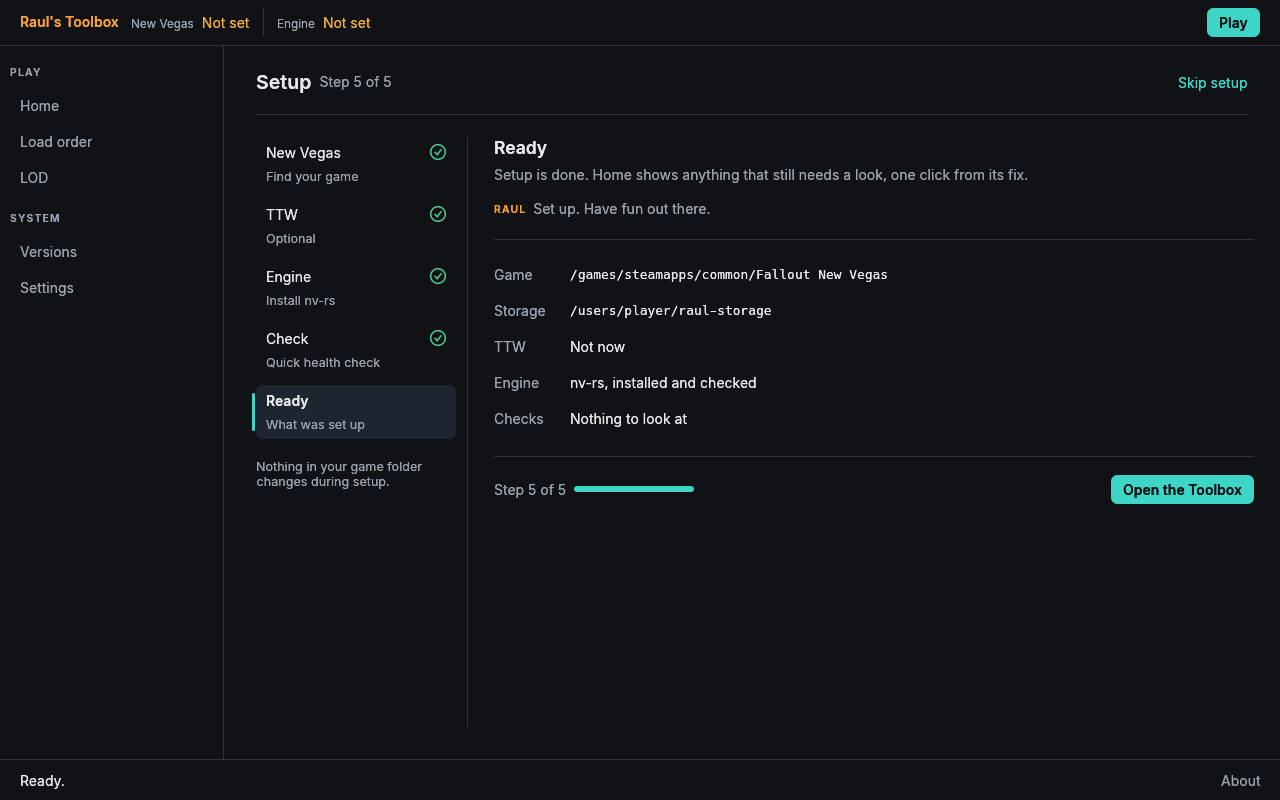 Raul's Toolbox New Vegas Not set Engine Not set Play
PLAY
Home
Load order
LOD
SYSTEM
Versions
Settings
Setup Step 5 of 5 Skip setup
New Vegas
Find your game
TTW
Optional
Engine
Install nv-rs
Check
Quick health check
Ready
What was set up
Nothing in your game folder
changes during setup.
Ready
Setup is done. Home shows anything that still needs a look, one click from its fix.
RAUL Set up. Have fun out there.
Game /games/steamapps/common/Fallout New Vegas
Storage /users/player/raul-storage
TTW Not now
Engine nv-rs, installed and checked
Checks Nothing to look at
Step 5 of 5 Open the Toolbox
Ready. About